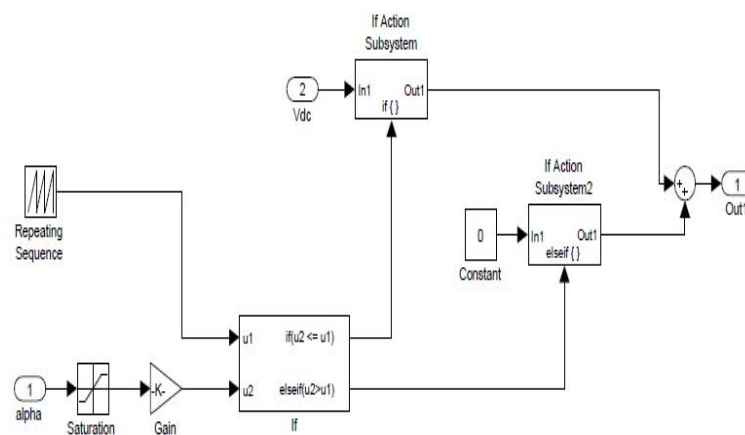 If Action
Subsystem
2
Vdc
In1
Out1
if { }
If Action
Subsystem2
1
Out1
+
+
Repeating
Sequence
0
Constant
In1
Out1
elseif { }
u1
if(u2 <= u1)
1
alpha
Saturation
-K-
Gain
u2
elseif(u2>u1)
If